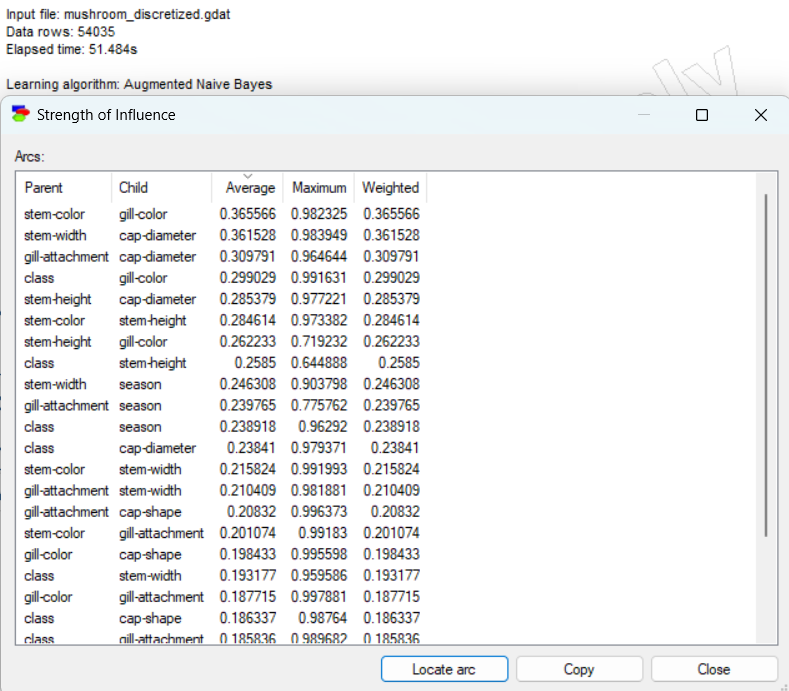 Input file: mushroom_discretized.gdat
Data rows: 54035
Elapsed time: 51.484s
Learning algorithm: Augmented Naive Bayes
Strength of Influence
Arcs:
Parent Child Average Maximum Weighted
stem-color gill-color 0.365566 0.982325 0.365566
stem-width cap-diameter 0.361528 0.983949 0.361528
gill-attachment cap-diameter 0.309791 0.964644 0.309791
class gill-color 0.299029 0.991631 0.299029
stem-height cap-diameter 0.285379 0.977221 0.285379
stem-color stem-height 0.284614 0.973382 0.284614
stem-height gill-color 0.262233 0.719232 0.262233
class stem-height 0.2585 0.644888 0.2585
stem-width season 0.246308 0.903798 0.246308
gill-attachment season 0.239765 0.775762 0.239765
class season 0.238918 0.96292 0.238918
class cap-diameter 0.23841 0.979371 0.23841
stem-color stem-width 0.215824 0.991993 0.215824
gill-attachment stem-width 0.210409 0.981881 0.210409
gill-attachment cap-shape 0.20832 0.996373 0.20832
stem-color gill-attachment 0.201074 0.99183 0.201074
gill-color cap-shape 0.198433 0.995598 0.198433
class stem-width 0.193177 0.959586 0.193177
gill-color gill-attachment 0.187715 0.997881 0.187715
class cap-shape 0.186337 0.98764 0.186337
class gill-attachment 0.185836 0.989682 0.185836
Locate arc Copy Close